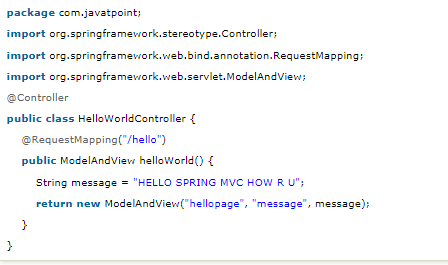 package com.javatpoint;
import org.springframework.stereotype.Controller;
import org.springframework.web.bind.annotation.RequestMapping;
import org.springframework.web.servlet.ModelAndView;
@Controller
public class HelloWorldController {
@RequestMapping("/hello")
public ModelAndView helloWorld() {
String message = "HELLO SPRING MVC HOW R U";
return new ModelAndView("hellopage", "message", message);
}
}